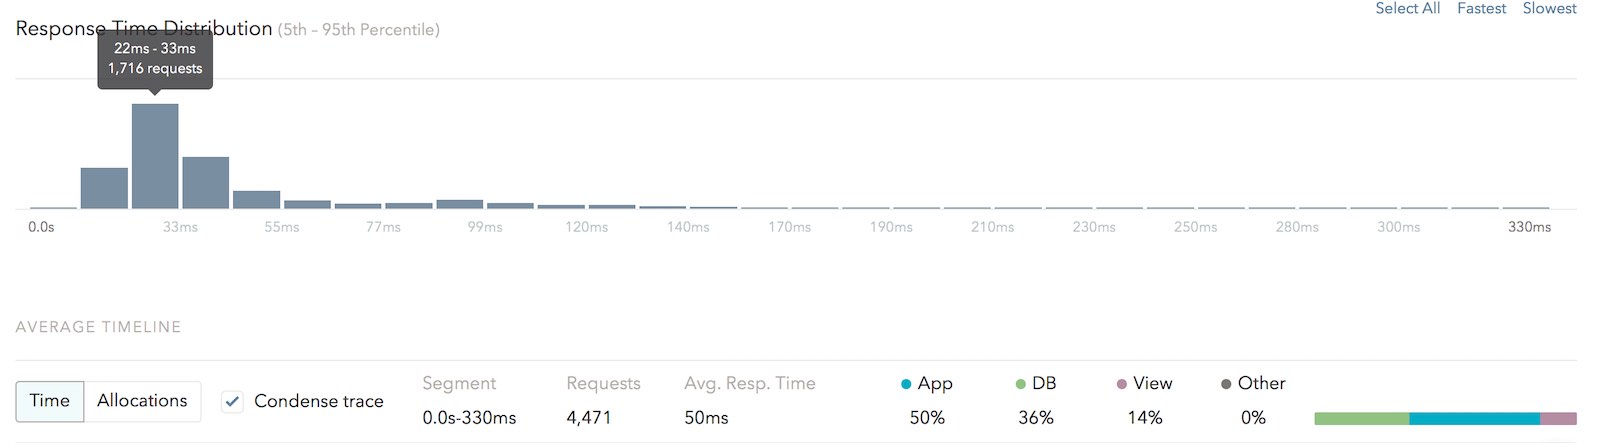 Select All Fastest Slowest
Response Time Distribution (5th – 95th Percentile)
22ms - 33ms
1,716 requests
0.0s 33ms 55ms 77ms 99ms 120ms 140ms 170ms 190ms 210ms 230ms 250ms 280ms 300ms 330ms
AVERAGE TIMELINE
Segment Requests Avg. Resp. Time App DB View Other
Time Allocations Condense trace
0.0s-330ms 4,471 50ms 50% 36% 14% 0%